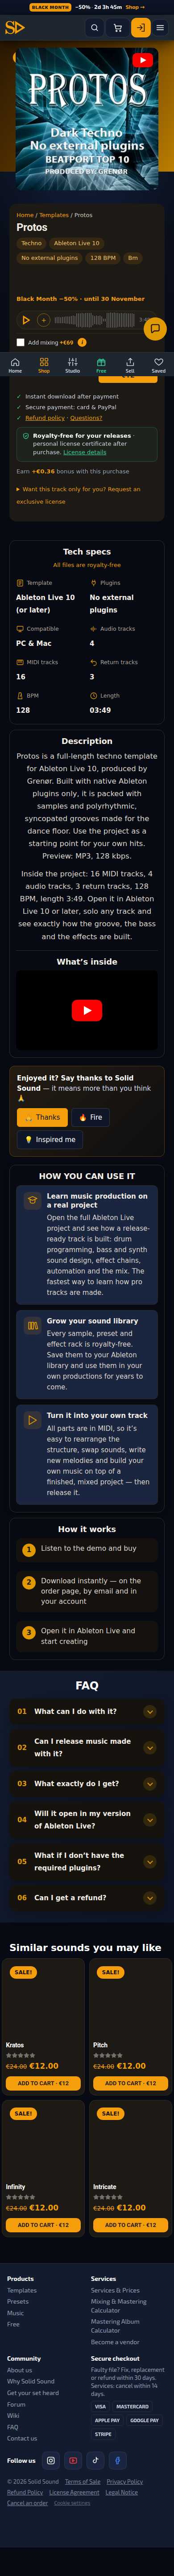 BLACK MONTH −50% · 2d 3h 45m Shop →
SD
PROTOS
Dark Techno
No external plugins
BEATPORT TOP 10
PRODUCED BY: GRENØR
Home / Templates / Protos
Protos
Techno
Ableton Live 10
No external plugins
128 BPM
Bm
Black Month −50% · until 30 November
Add mixing +€69
Home
Shop
Studio
Free
Sell
Saved
✓ Instant download after payment
✓ Secure payment: card & PayPal
✓ Refund policy · Questions?
Royalty-free for your releases ·
personal license certificate after
purchase. License details
Earn +€0.36 bonus with this purchase
▸ Want this track only for you? Request an
exclusive license
Tech specs
All files are royalty-free
Template
Ableton Live 10
(or later)
Plugins
No external
plugins
Compatible
PC & Mac
Audio tracks
4
MIDI tracks
16
Return tracks
3
BPM
128
Length
03:49
Description
Protos is a full-length techno template
for Ableton Live 10, produced by
Grenør. Built with native Ableton
plugins only, it is packed with
samples and polyrhythmic,
syncopated grooves made for the
dance floor. Use the project as a
starting point for your own hits.
Preview: MP3, 128 kbps.
Inside the project: 16 MIDI tracks, 4
audio tracks, 3 return tracks, 128
BPM, length 3:49. Open it in Ableton
Live 10 or later, solo any track and
see exactly how the groove, the bass
and the effects are built.
What’s inside
Enjoyed it? Say thanks to Solid
Sound — it means more than you think
🙏
🙏 Thanks
🔥 Fire
💡 Inspired me
HOW YOU CAN USE IT
Learn music production on
a real project
Open the full Ableton Live
project and see how a release-
ready track is built: drum
programming, bass and synth
sound design, effect chains,
automation and the mix. The
fastest way to learn how pro
tracks are made.
Grow your sound library
Every sample, preset and
effect rack is royalty-free.
Save them to your Ableton
library and use them in your
own productions for years to
come.
Turn it into your own track
All parts are in MIDI, so it’s
easy to rearrange the
structure, swap sounds, write
new melodies and build your
own music on top of a
finished, mixed project — then
release it.
How it works
1 Listen to the demo and buy
2 Download instantly — on the
order page, by email and in
your account
3 Open it in Ableton Live and
start creating
FAQ
01 What can I do with it?
02 Can I release music made
with it?
03 What exactly do I get?
04 Will it open in my version
of Ableton Live?
05 What if I don’t have the
required plugins?
06 Can I get a refund?
Similar sounds you may like
SALE!
Kratos
€24.00 €12.00
ADD TO CART · €12
SALE!
Pitch
€24.00 €12.00
ADD TO CART · €12
SALE!
Infinity
€24.00 €12.00
ADD TO CART · €12
SALE!
Intricate
€24.00 €12.00
ADD TO CART · €12
Products
Templates
Presets
Music
Free
Services
Services & Prices
Mixing & Mastering
Calculator
Mastering Album
Calculator
Become a vendor
Community
About us
Why Solid Sound
Get your set heard
Forum
Wiki
FAQ
Contact us
Secure checkout
Faulty file? Fix, replacement
or refund within 30 days.
Services: cancel within 14
days.
VISA
MASTERCARD
APPLE PAY
GOOGLE PAY
STRIPE
Follow us
© 2026 Solid Sound Terms of Sale Privacy Policy
Refund Policy License Agreement Legal Notice
Cancel an order Cookie settings